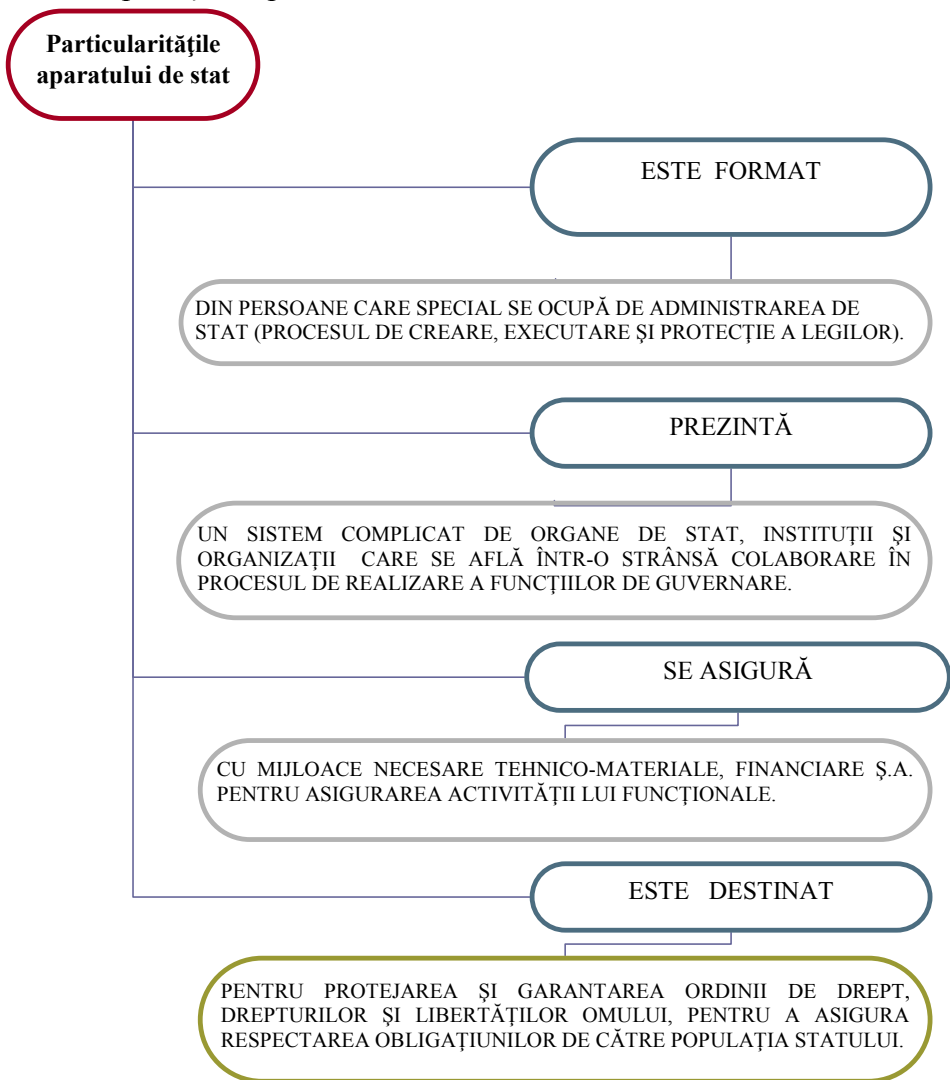 Particularităţile
aparatului de stat
ESTE FORMAT
DIN PERSOANE CARE SPECIAL SE OCUPĂ DE ADMINISTRAREA DE
STAT (PROCESUL DE CREARE, EXECUTARE ŞI PROTECŢIE A LEGILOR).
PREZINTĂ
UN SISTEM COMPLICAT DE ORGANE DE STAT, INSTITUŢII ŞI
ORGANIZAŢII CARE SE AFLĂ ÎNTR-O STRÂNSĂ COLABORARE ÎN
PROCESUL DE REALIZARE A FUNCŢIILOR DE GUVERNARE.
SE ASIGURĂ
CU MIJLOACE NECESARE TEHNICO-MATERIALE, FINANCIARE Ş.A.
PENTRU ASIGURAREA ACTIVITĂŢII LUI FUNCŢIONALE.
ESTE DESTINAT
PENTRU PROTEJAREA ŞI GARANTAREA ORDINII DE DREPT,
DREPTURILOR ŞI LIBERTĂŢILOR OMULUI, PENTRU A ASIGURA
RESPECTAREA OBLIGAŢIUNILOR DE CĂTRE POPULAŢIA STATULUI.